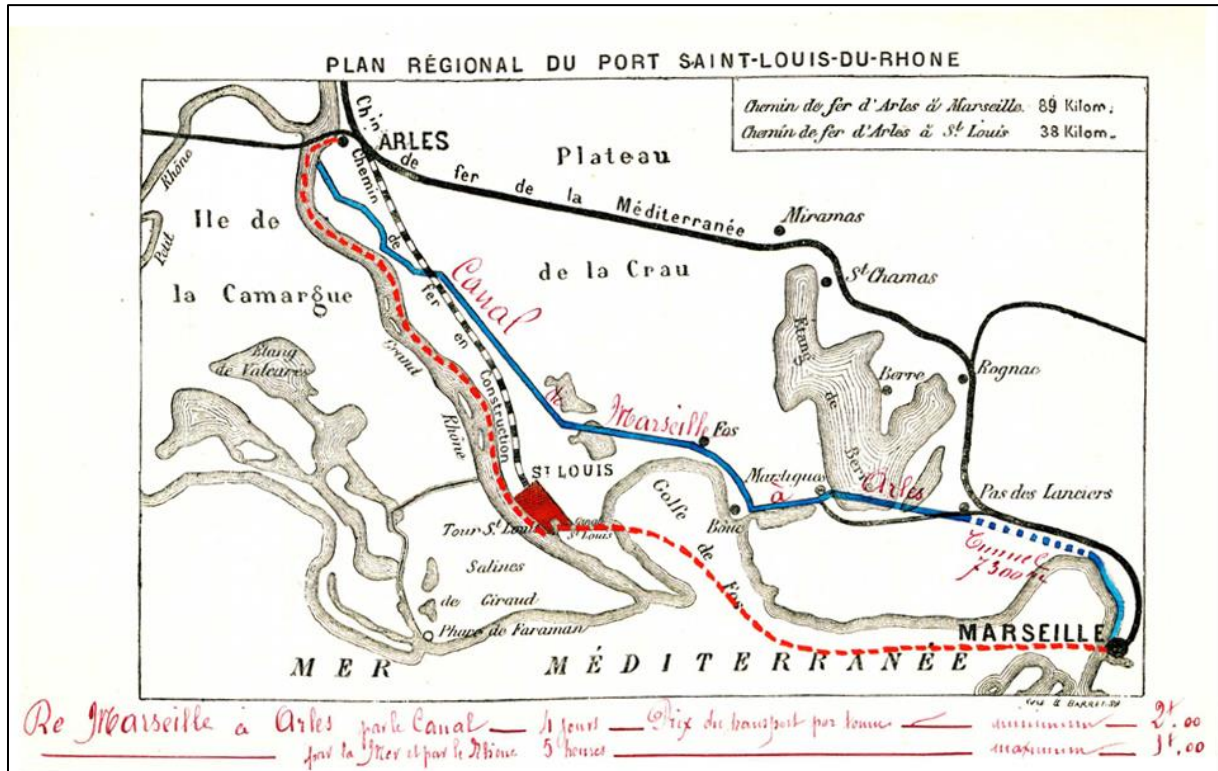 PLAN RÉGIONAL DU PORT SAINT-LOUIS-DU-RHONE
Chemin de fer d'Arles à Marseille. 89 Kilom.
Chemin de fer d'Arles à St Louis 38 Kilom.
ARLES
Chin de fer de la Méditerranée
Chemin de fer en Construction
Plateau
de la Crau
Rhône
Petit
Ile de
la Camargue
Miramas
St Chamas
Etang de Berre
Berre
Rognac
Canal
de Marseille
à Arles
Etang
de Valcarès
Grand Rhône
Fos
ST LOUIS
Martigues
Pas des Lanciers
Golfe de Fos
Bouc
Tour St Louis
Canal St Louis
Tunnel
7300m
Salines
de Giraud
Phare de Faraman
MARSEILLE
MER MÉDITERRANÉE
De Marseille à Arles par le Canal — 4 jours — Prix du transport par tonne — minimum — 2f.00
par la Mer et par le Rhône 5 heures maximum — 1f.00